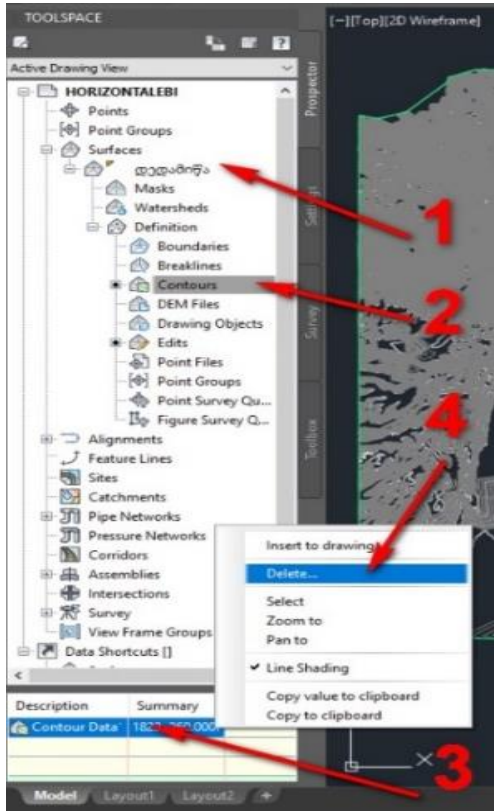 TOOLSPACE
Active Drawing View
HORIZONTALEBI
Points
Point Groups
Surfaces
დედამიწა
Masks
Watersheds
Definition
Boundaries
Breaklines
Contours
DEM Files
Drawing Objects
Edits
Point Files
Point Groups
Point Survey Qu...
Figure Survey Q...
Alignments
Feature Lines
Sites
Catchments
Pipe Networks
Pressure Networks
Corridors
Assemblies
Intersections
Survey
View Frame Groups
Data Shortcuts []
Description Summary
Contour Data
Prospector
Settings
Survey
Toolbox
[-][Top][2D Wireframe]
1
2
4
Insert to drawing
Delete...
Select
Zoom to
Pan to
Line Shading
Copy value to clipboard
Copy to clipboard
3
X
Model Layout1 Layout2 +